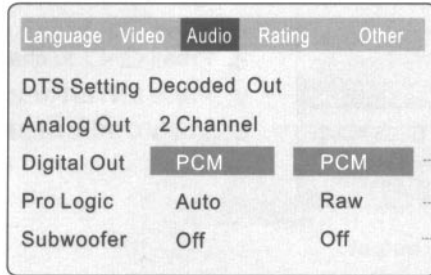 Language Video Audio Rating Other
DTS Setting Decoded Out
Analog Out 2 Channel
Digital Out PCM PCM
Pro Logic Auto Raw
Subwoofer Off Off